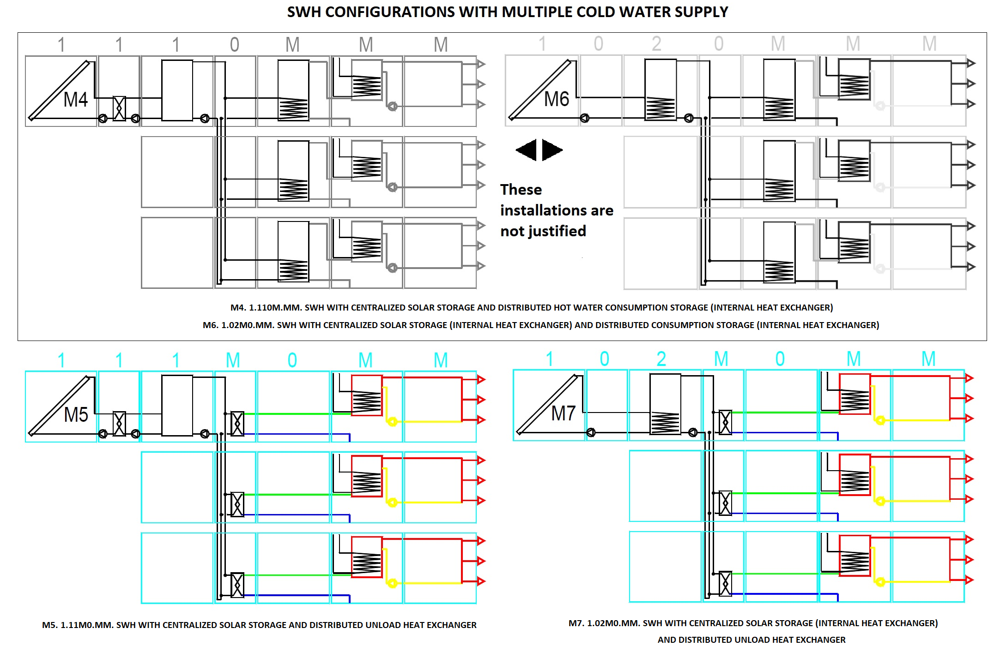 SWH CONFIGURATIONS WITH MULTIPLE COLD WATER SUPPLY
1 1 1 0 M M M
1 0 2 0 M M M
M4
M6
These
installations are
not justified
M4. 1.110M.MM. SWH WITH CENTRALIZED SOLAR STORAGE AND DISTRIBUTED HOT WATER CONSUMPTION STORAGE (INTERNAL HEAT EXCHANGER)
M6. 1.02M0.MM. SWH WITH CENTRALIZED SOLAR STORAGE (INTERNAL HEAT EXCHANGER) AND DISTRIBUTED CONSUMPTION STORAGE (INTERNAL HEAT EXCHANGER)
1 1 1 M 0 M M
1 0 2 M 0 M M
M5
M7
M5. 1.11M0.MM. SWH WITH CENTRALIZED SOLAR STORAGE AND DISTRIBUTED UNLOAD HEAT EXCHANGER
M7. 1.02M0.MM. SWH WITH CENTRALIZED SOLAR STORAGE (INTERNAL HEAT EXCHANGER)
AND DISTRIBUTED UNLOAD HEAT EXCHANGER